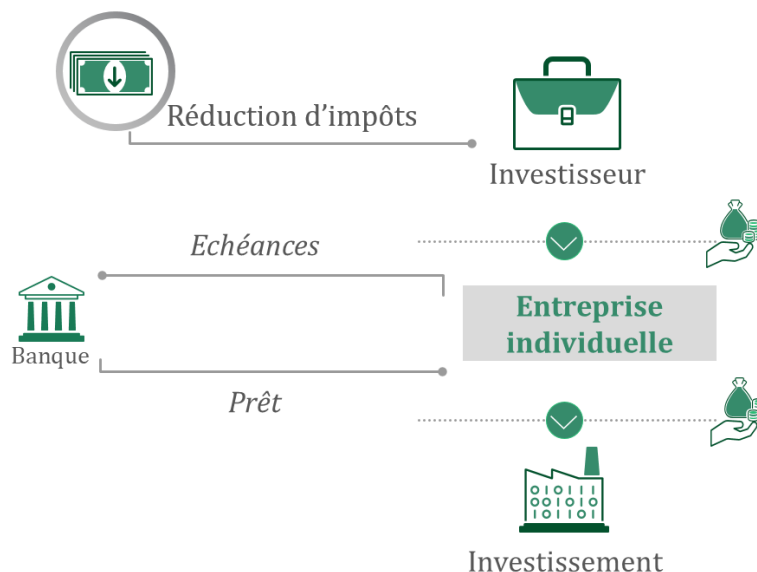 Réduction d'impôts
Investisseur
Echéances
Entreprise
individuelle
Banque
Prêt
Investissement